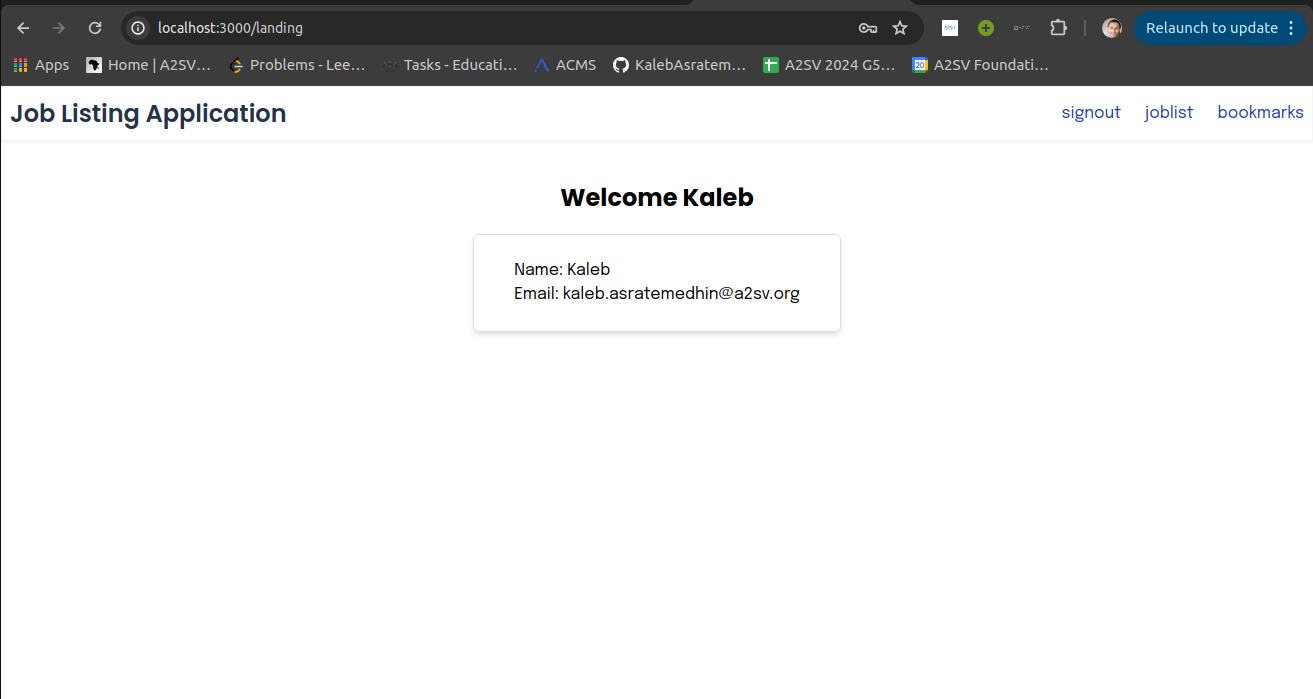 localhost:3000/landing
Relaunch to update
Apps
Home | A2SV...
Problems - Lee...
Tasks - Educati...
ACMS
KalebAsratem...
A2SV 2024 G5...
20
A2SV Foundati...
Job Listing Application
signout
joblist
bookmarks
Welcome Kaleb
Name: Kaleb
Email: kaleb.asratemedhin@a2sv.org